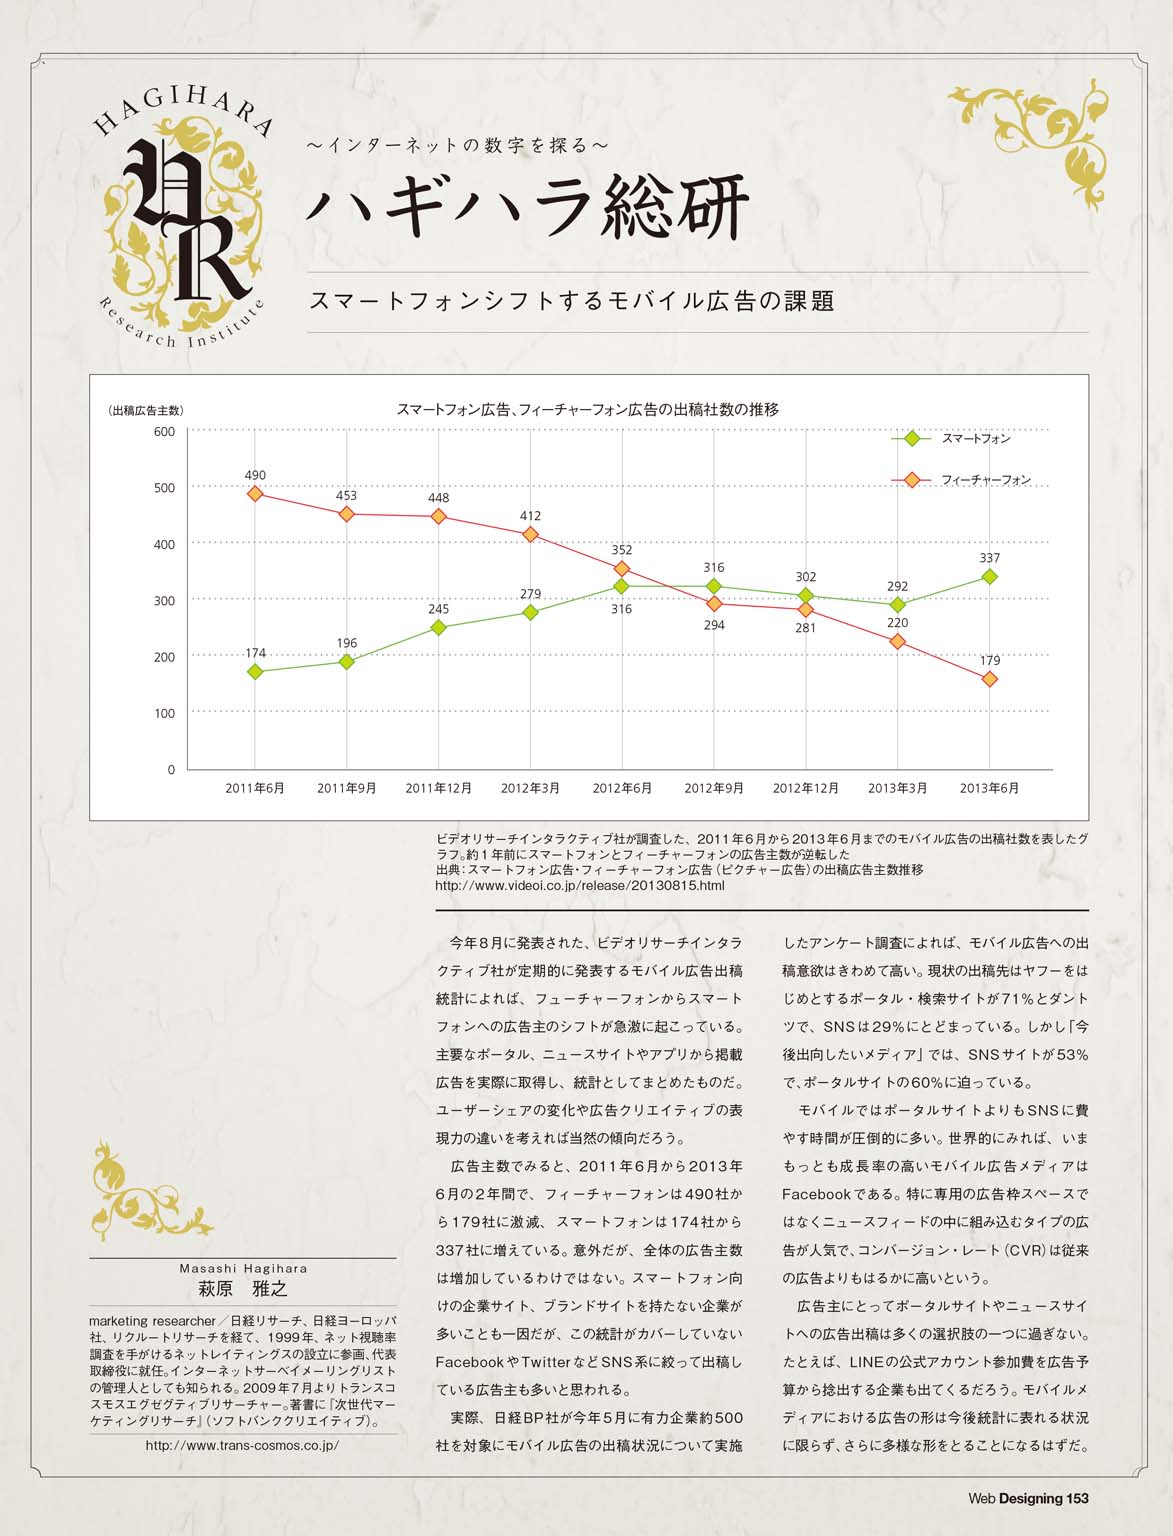 HAGIHARA
HR
Research Institute
〜インターネットの数字を探る〜
ハギハラ総研
スマートフォンシフトするモバイル広告の課題
（出稿広告主数）
スマートフォン広告、フィーチャーフォン広告の出稿社数の推移
600
500
400
300
200
100
0
スマートフォン
フィーチャーフォン
490
453
448
412
352
294
281
220
179
174
196
245
279
316
316
302
292
337
2011年6月
2011年9月
2011年12月
2012年3月
2012年6月
2012年9月
2012年12月
2013年3月
2013年6月
ビデオリサーチインタラクティブ社が調査した、2011年6月から2013年6月までのモバイル広告の出稿社数を表したグ
ラフ。約1年前にスマートフォンとフィーチャーフォンの広告主数が逆転した
出典：スマートフォン広告・フィーチャーフォン広告（ピクチャー広告）の出稿広告主数推移
http://www.videoi.co.jp/release/20130815.html
今年8月に発表された、ビデオリサーチインタラ
クティブ社が定期的に発表するモバイル広告出稿
統計によれば、フューチャーフォンからスマート
フォンへの広告主のシフトが急激に起こっている。
主要なポータル、ニュースサイトやアプリから掲載
広告を実際に取得し、統計としてまとめたものだ。
ユーザーシェアの変化や広告クリエイティブの表
現力の違いを考えれば当然の傾向だろう。
広告主数でみると、2011年6月から2013年
6月の2年間で、フィーチャーフォンは490社か
ら179社に激減、スマートフォンは174社から
337社に増えている。意外だが、全体の広告主数
は増加しているわけではない。スマートフォン向
けの企業サイト、ブランドサイトを持たない企業が
多いことも一因だが、この統計がカバーしていない
FacebookやTwitterなどSNS系に絞って出稿し
ている広告主も多いと思われる。
実際、日経BP社が今年5月に有力企業約500
社を対象にモバイル広告の出稿状況について実施
したアンケート調査によれば、モバイル広告への出
稿意欲はきわめて高い。現状の出稿先はヤフーをは
じめとするポータル・検索サイトが71%とダント
ツで、SNSは29%にとどまっている。しかし「今
後出向したいメディア」では、SNSサイトが53%
で、ポータルサイトの60%に迫っている。
モバイルではポータルサイトよりもSNSに費
やす時間が圧倒的に多い。世界的にみれば、いま
もっとも成長率の高いモバイル広告メディアは
Facebookである。特に専用の広告枠スペースで
はなくニュースフィードの中に組み込むタイプの広
告が人気で、コンバージョン・レート（CVR）は従来
の広告よりもはるかに高いという。
広告主にとってポータルサイトやニュースサイ
トへの広告出稿は多くの選択肢の一つに過ぎない。
たとえば、LINEの公式アカウント参加費を広告予
算から捻出する企業も出てくるだろう。モバイルメ
ディアにおける広告の形は今後統計に表れる状況
に限らず、さらに多様な形をとることになるはずだ。
Masashi Hagihara
萩原　雅之
marketing researcher／日経リサーチ、日経ヨーロッパ
社、リクルートリサーチを経て、1999年、ネット視聴率
調査を手がけるネットレイティングスの設立に参画、代表
取締役に就任。インターネットサーベイメーリングリスト
の管理人としても知られる。2009年7月よりトランスコ
スモスエグゼクティブリサーチャー。著書に『次世代マー
ケティングリサーチ』（ソフトバンククリエイティブ）。
http://www.trans-cosmos.co.jp/
Web Designing 153